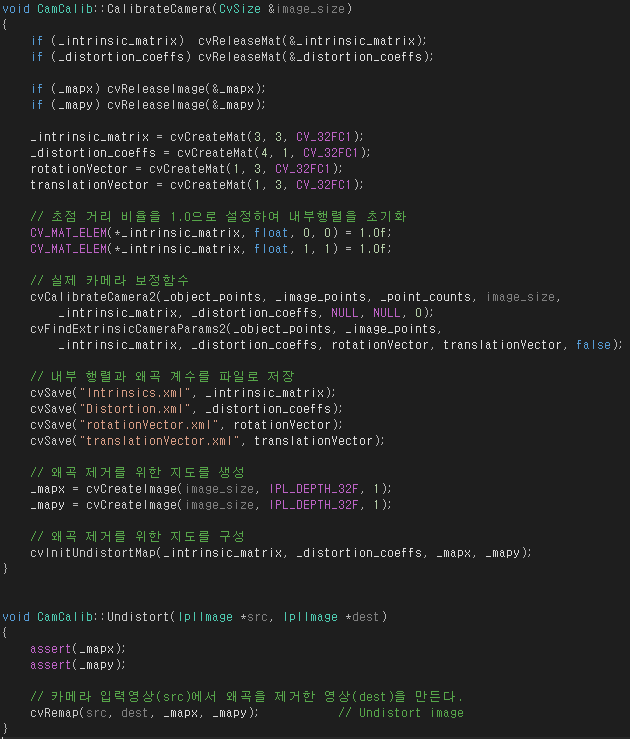 void CamCalib::CalibrateCamera(CvSize &image_size)
{
    if (_intrinsic_matrix)  cvReleaseMat(&_intrinsic_matrix);
    if (_distortion_coeffs) cvReleaseMat(&_distortion_coeffs);

    if (_mapx) cvReleaseImage(&_mapx);
    if (_mapy) cvReleaseImage(&_mapy);

    _intrinsic_matrix = cvCreateMat(3, 3, CV_32FC1);
    _distortion_coeffs = cvCreateMat(4, 1, CV_32FC1);
    rotationVector = cvCreateMat(1, 3, CV_32FC1);
    translationVector = cvCreateMat(1, 3, CV_32FC1);

    // 초점 거리 비율을 1.0으로 설정하여 내부행렬을 초기화
    CV_MAT_ELEM(*_intrinsic_matrix, float, 0, 0) = 1.0f;
    CV_MAT_ELEM(*_intrinsic_matrix, float, 1, 1) = 1.0f;

    // 실제 카메라 보정함수
    cvCalibrateCamera2(_object_points, _image_points, _point_counts, image_size,
        _intrinsic_matrix, _distortion_coeffs, NULL, NULL, 0);
    cvFindExtrinsicCameraParams2(_object_points, _image_points,
        _intrinsic_matrix, _distortion_coeffs, rotationVector, translationVector, false);

    // 내부 행렬과 왜곡 계수를 파일로 저장
    cvSave("Intrinsics.xml", _intrinsic_matrix);
    cvSave("Distortion.xml", _distortion_coeffs);
    cvSave("rotationVector.xml", rotationVector);
    cvSave("translationVector.xml", translationVector);

    // 왜곡 제거를 위한 지도를 생성
    _mapx = cvCreateImage(image_size, IPL_DEPTH_32F, 1);
    _mapy = cvCreateImage(image_size, IPL_DEPTH_32F, 1);

    // 왜곡 제거를 위한 지도를 구성
    cvInitUndistortMap(_intrinsic_matrix, _distortion_coeffs, _mapx, _mapy);
}

void CamCalib::Undistort(IplImage *src, IplImage *dest)
{
    assert(_mapx);
    assert(_mapy);

    // 카메라 입력영상(src)에서 왜곡을 제거한 영상(dest)을 만든다.
    cvRemap(src, dest, _mapx, _mapy);          // Undistort image
}